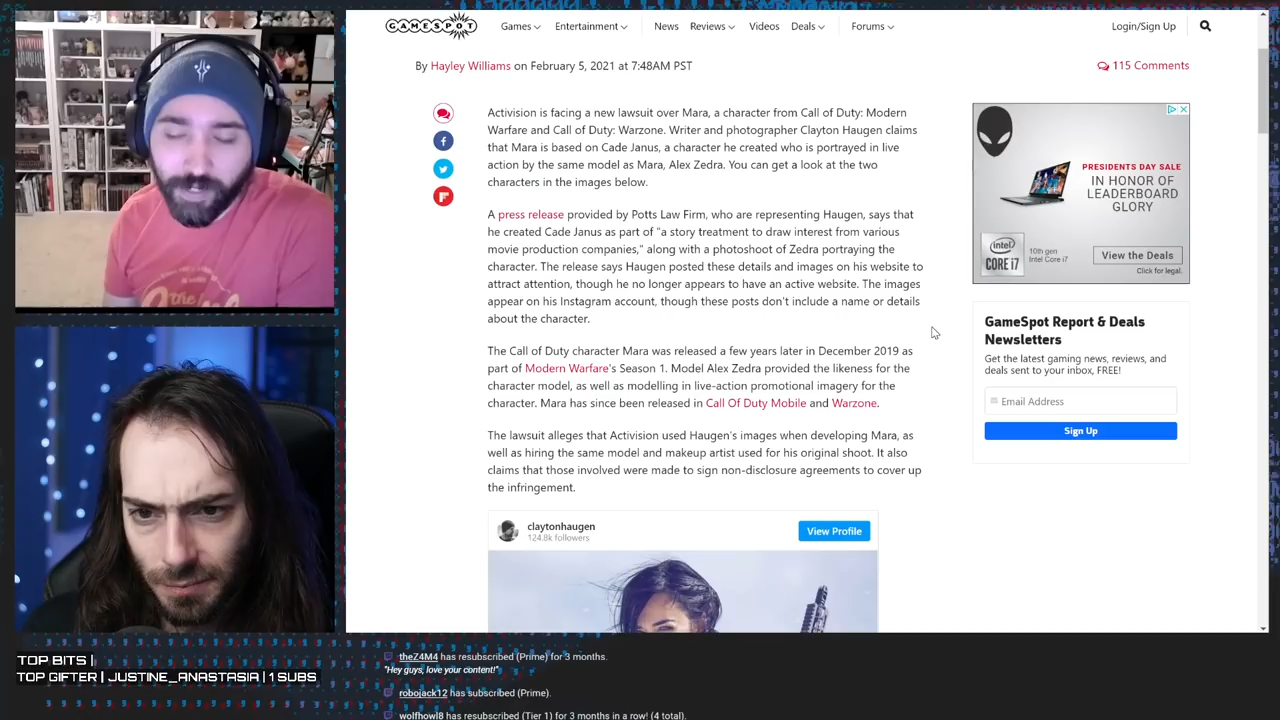 GAMESPOT
Games
Entertainment
News
Reviews
Videos
Deals
Forums
Login/Sign Up
By Hayley Williams on February 5, 2021 at 7:48AM PST
115 Comments
Activision is facing a new lawsuit over Mara, a character from Call of Duty: Modern
Warfare and Call of Duty: Warzone. Writer and photographer Clayton Haugen claims
that Mara is based on Cade Janus, a character he created who is portrayed in live
action by the same model as Mara, Alex Zedra. You can get a look at the two
characters in the images below.
A press release provided by Potts Law Firm, who are representing Haugen, says that
he created Cade Janus as part of "a story treatment to draw interest from various
movie production companies," along with a photoshoot of Zedra portraying the
character. The release says Haugen posted these details and images on his website to
attract attention, though he no longer appears to have an active website. The images
appear on his Instagram account, though these posts don't include a name or details
about the character.
The Call of Duty character Mara was released a few years later in December 2019 as
part of Modern Warfare's Season 1. Model Alex Zedra provided the likeness for the
character model, as well as modelling in live-action promotional imagery for the
character. Mara has since been released in Call Of Duty Mobile and Warzone.
The lawsuit alleges that Activision used Haugen's images when developing Mara, as
well as hiring the same model and makeup artist used for his original shoot. It also
claims that those involved were made to sign non-disclosure agreements to cover up
the infringement.
claytonhaugen
124.8k followers
View Profile
PRESIDENTS DAY SALE
IN HONOR OF
LEADERBOARD
GLORY
intel
CORE i7
10th gen
Intel Core i7
View the Deals
Click for legal.
GameSpot Report & Deals
Newsletters
Get the latest gaming news, reviews, and
deals sent to your inbox, FREE!
Email Address
Sign Up
TOP BITS |
TOP GIFTER | JUSTINE_ANASTASIA | 1 SUBS
theZ4M4 has resubscribed (Prime) for 3 months.
"Hey guys, love your content!"
robojack12 has subscribed (Prime).
wolfhowl8 has resubscribed (Tier 1) for 3 months in a row! (4 total).